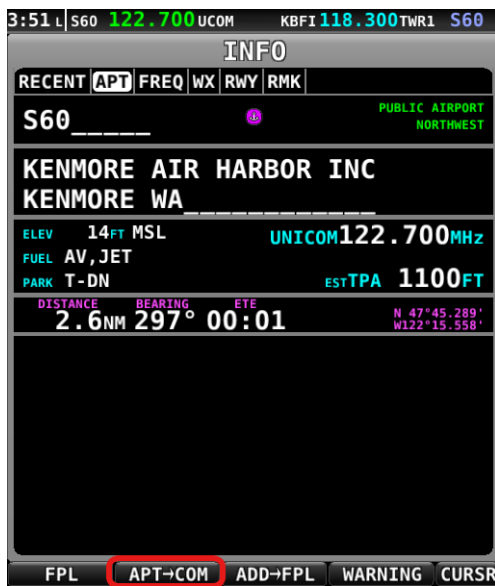 3:51 L S60 122.700 UCOM KBFI 118.300 TWR1 S60
INFO
RECENT APT FREQ WX RWY RMK
S60_____
PUBLIC AIRPORT
NORTHWEST
KENMORE AIR HARBOR INC
KENMORE WA____________
ELEV 14FT MSL
UNICOM 122.700MHz
FUEL AV,JET
PARK T-DN
EST TPA 1100FT
DISTANCE BEARING ETE
2.6NM 297° 00:01
N 47°45.289'
W122°15.558'
FPL APT→COM ADD→FPL WARNING CURSR